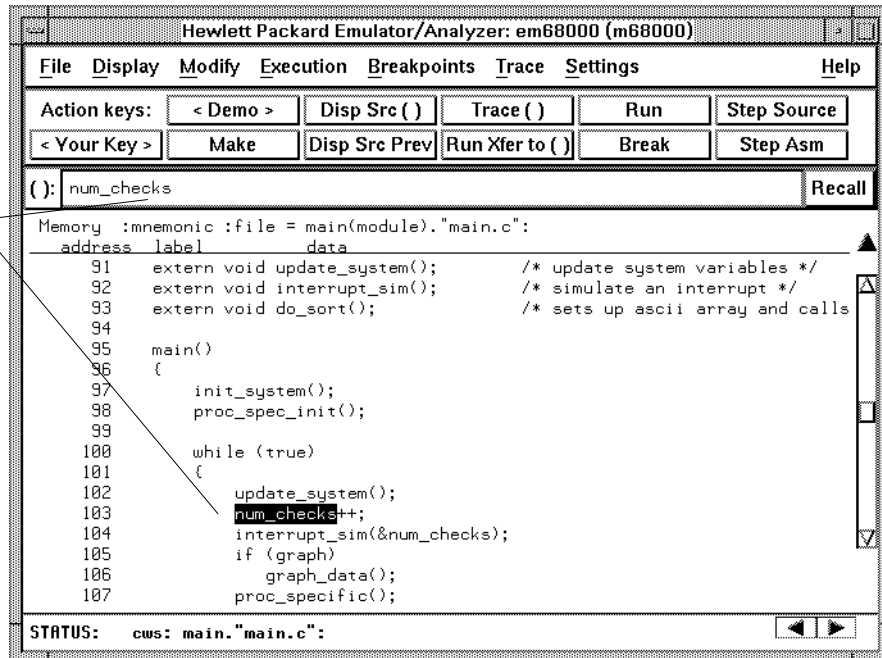 Hewlett Packard Emulator/Analyzer: em68000 (m68000)
File Display Modify Execution Breakpoints Trace Settings Help
Action keys: < Demo > Disp Src ( ) Trace ( ) Run Step Source
< Your Key > Make Disp Src Prev Run Xfer to ( ) Break Step Asm
( ): num_checks Recall
Memory :mnemonic :file = main(module)."main.c":
address label data
91 extern void update_system(); /* update system variables */
92 extern void interrupt_sim(); /* simulate an interrupt */
93 extern void do_sort(); /* sets up ascii array and calls
94
95 main()
96 {
97 init_system();
98 proc_spec_init();
99
100 while (true)
101 {
102 update_system();
103 num_checks++;
104 interrupt_sim(&num_checks);
105 if (graph)
106 graph_data();
107 proc_specific();
STATUS: cws: main."main.c":